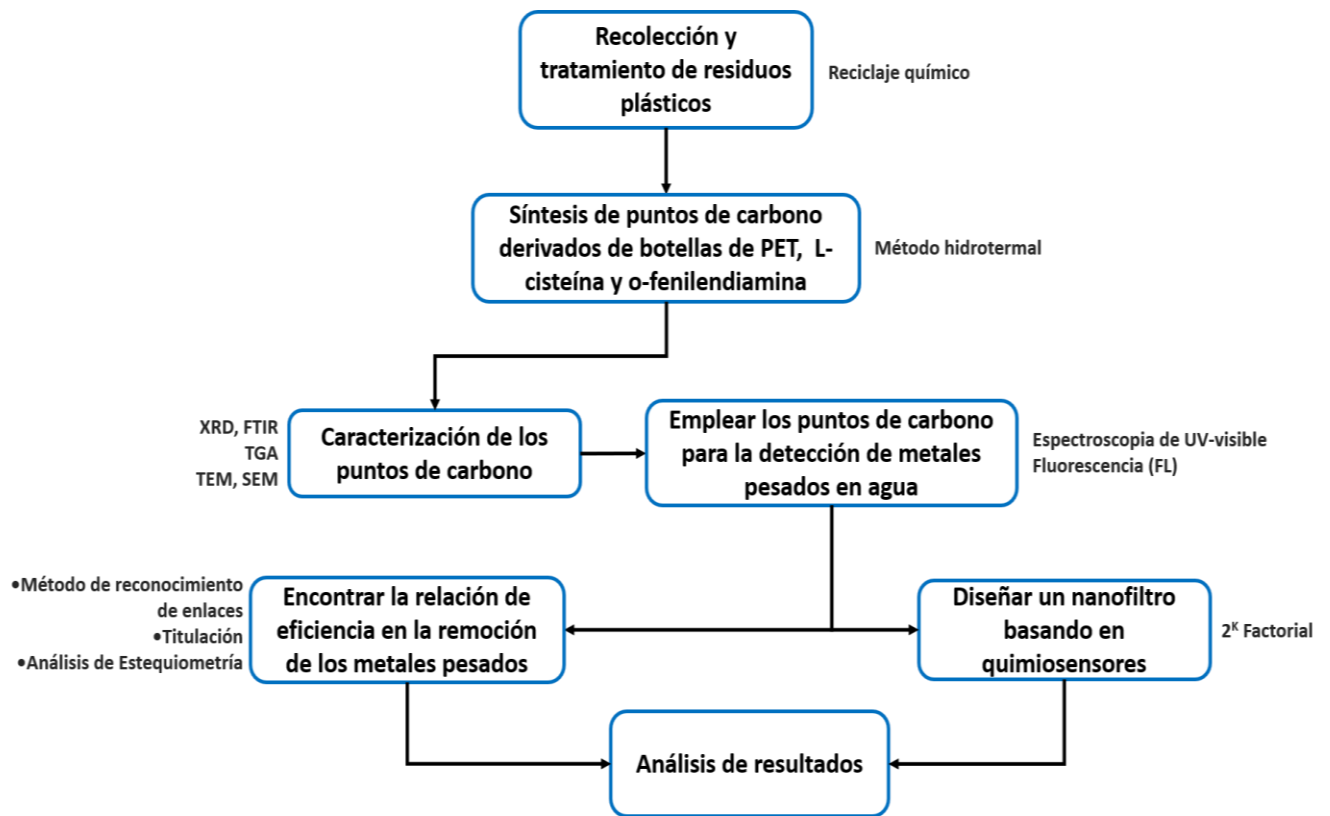 Recolección y
tratamiento de residuos
plásticos
Reciclaje químico
Síntesis de puntos de carbono
derivados de botellas de PET, L-
cisteína y o-fenilendiamina
Método hidrotermal
XRD, FTIR
TGA
TEM, SEM
Caracterización de los
puntos de carbono
Emplear los puntos de carbono
para la detección de metales
pesados en agua
Espectroscopia de UV-visible
Fluorescencia (FL)
•Método de reconocimiento
de enlaces
•Titulación
•Análisis de Estequiometría
Encontrar la relación de
eficiencia en la remoción
de los metales pesados
Diseñar un nanofiltro
basando en
quimiosensores
2ᴷ Factorial
Análisis de resultados